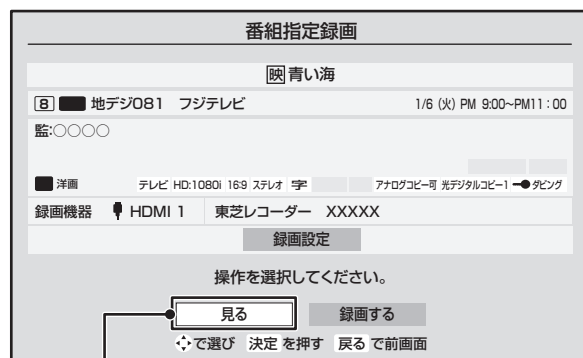 番組指定録画
映 青い海
8 地デジ081 フジテレビ 1/6 (火) PM 9:00~PM11:00
監:○○○○
洋画 テレビ HD:1080i 16:9 ステレオ 字 アナログコピー可 光デジタルコピー1 ダビング
録画機器 HDMI 1 東芝レコーダー XXXXX
録画設定
操作を選択してください。
見る 録画する
で選び 決定 を押す 戻る で前画面